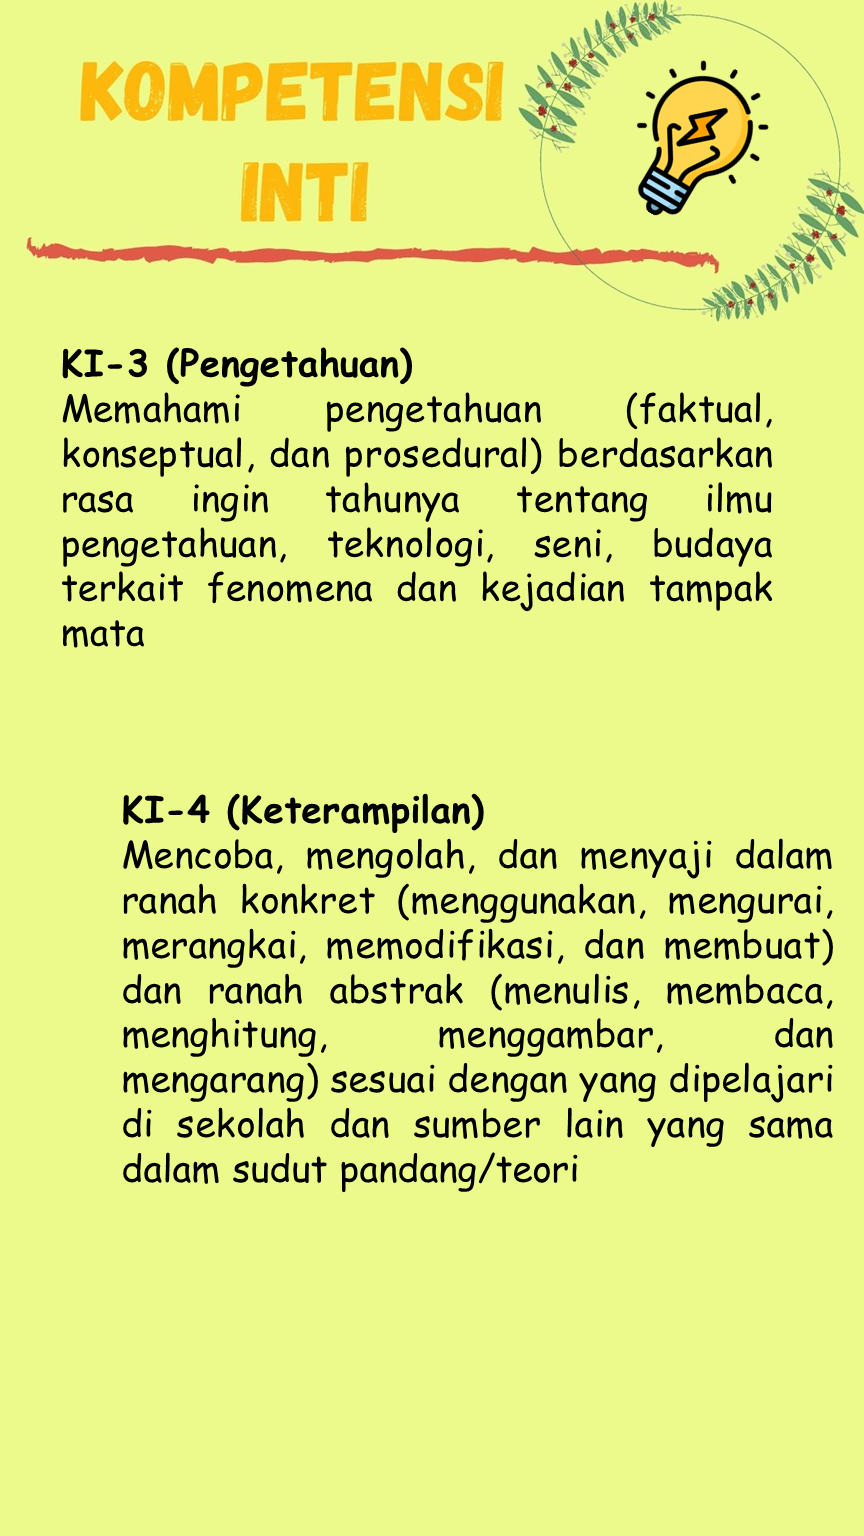 KOMPETENSI
INTI
KI-3 (Pengetahuan)
Memahami pengetahuan (faktual,
konseptual, dan prosedural) berdasarkan
rasa ingin tahunya tentang ilmu
pengetahuan, teknologi, seni, budaya
terkait fenomena dan kejadian tampak
mata
KI-4 (Keterampilan)
Mencoba, mengolah, dan menyaji dalam
ranah konkret (menggunakan, mengurai,
merangkai, memodifikasi, dan membuat)
dan ranah abstrak (menulis, membaca,
menghitung, menggambar, dan
mengarang) sesuai dengan yang dipelajari
di sekolah dan sumber lain yang sama
dalam sudut pandang/teori